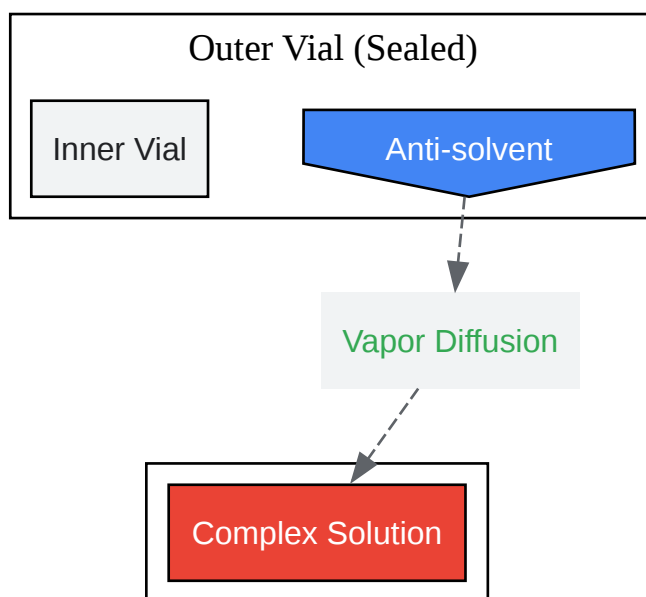 Outer Vial (Sealed)
Inner Vial
Anti-solvent
Vapor Diffusion
Complex Solution